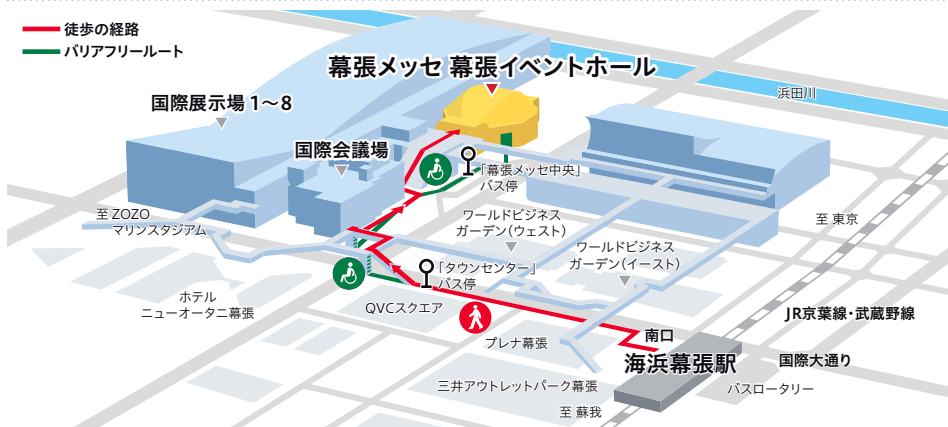 徒歩の経路
バリアフリールート
幕張メッセ 幕張イベントホール
浜田川
国際展示場 1～8
国際会議場
「幕張メッセ中央」
バス停
至 ZOZO
マリンスタジアム
ワールドビジネス
ガーデン(ウェスト)
至 東京
ワールドビジネス
ガーデン(イースト)
「タウンセンター」
バス停
ホテル
ニューオータニ幕張
QVCスクエア
JR京葉線・武蔵野線
南口
プレナ幕張
海浜幕張駅
国際大通り
三井アウトレットパーク幕張
バスロータリー
至 蘇我